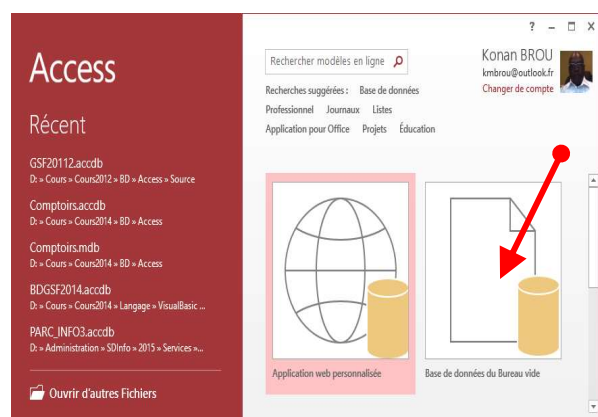 ? – □ X
Access
Récent
GSF20112.accdb
D: » Cours » Cours2012 » BD » Access » Source
Comptoirs.accdb
D: » Cours » Cours2014 » BD » Access
Comptoirs.mdb
D: » Cours » Cours2014 » BD » Access
BDGSF2014.accdb
D: » Cours » Cours2014 » Langage » VisualBasic ...
PARC_INFO3.accdb
D: » Administration » SDInfo » 2015 » Services »...
Ouvrir d'autres Fichiers
Rechercher modèles en ligne
Recherches suggérées : Base de données
Professionnel Journaux Listes
Application pour Office Projets Éducation
Konan BROU
kmbrou@outlook.fr
Changer de compte
Application web personnalisée
Base de données du Bureau vide